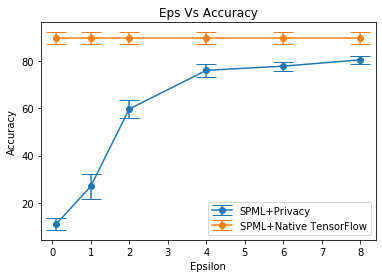 Eps Vs Accuracy
Accuracy
80
60
40
20
0 1 2 3 4 5 6 7 8
Epsilon
SPML+Privacy
SPML+Native TensorFlow